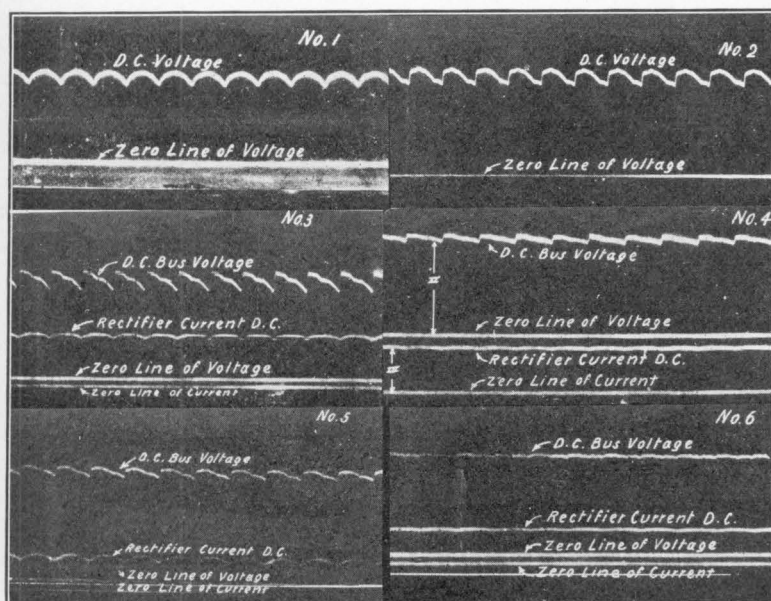 No. 1
D.C. Voltage
Zero Line of Voltage
No. 2
D.C. Voltage
Zero Line of Voltage
No. 3
D.C. Bus Voltage
Rectifier Current D.C.
Zero Line of Voltage
Zero Line of Current
No. 4
D.C. Bus Voltage
Zero Line of Voltage
Rectifier Current D.C.
Zero Line of Current
No. 5
D.C. Bus Voltage
Rectifier Current D.C.
Zero Line of Voltage
Zero Line of Current
No. 6
D.C. Bus Voltage
Rectifier Current D.C.
Zero Line of Voltage
Zero Line of Current